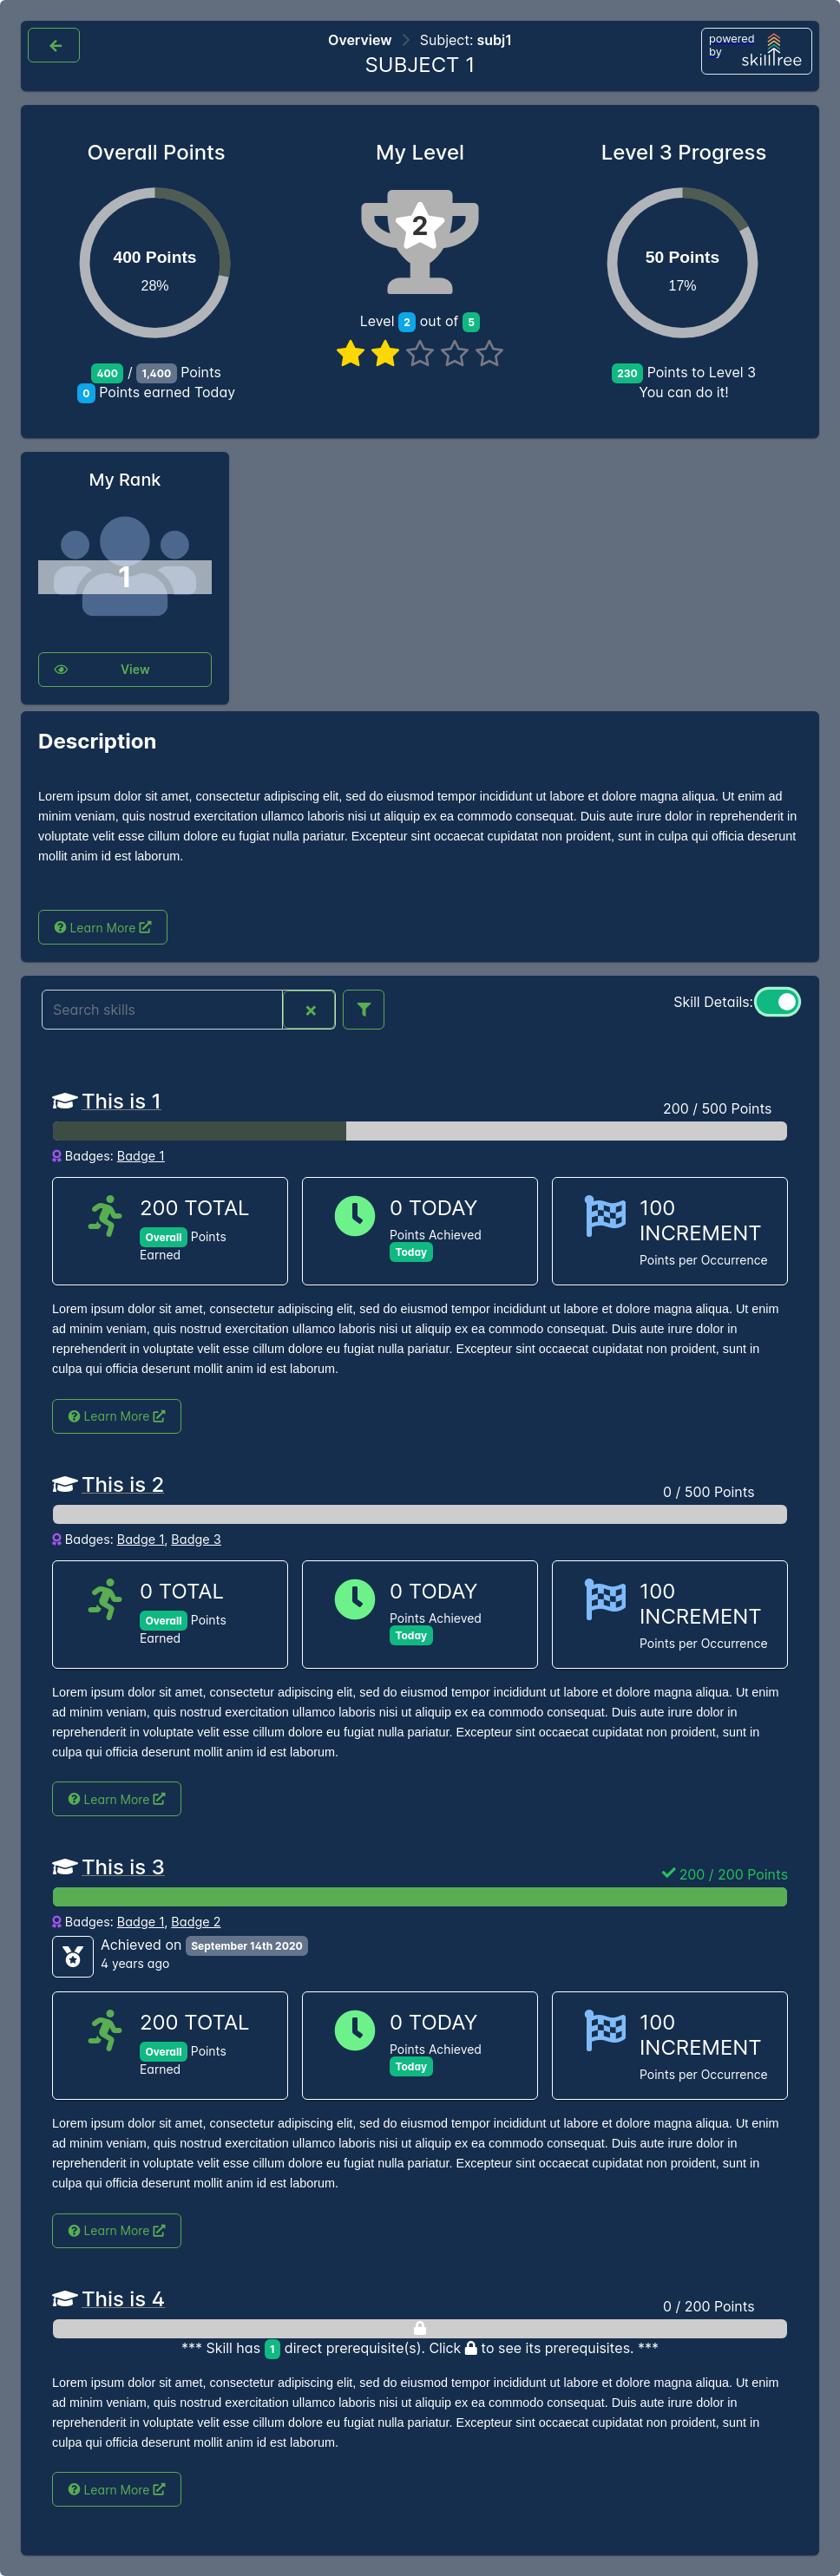 Overview > Subject: subj1
SUBJECT 1
powered
by
skilltree
Overall Points
400 Points
28%
400 / 1,400 Points
0 Points earned Today
My Level
2
Level 2 out of 5
Level 3 Progress
50 Points
17%
230 Points to Level 3
You can do it!
My Rank
1
View
Description
Lorem ipsum dolor sit amet, consectetur adipiscing elit, sed do eiusmod tempor incididunt ut labore et dolore magna aliqua. Ut enim ad
minim veniam, quis nostrud exercitation ullamco laboris nisi ut aliquip ex ea commodo consequat. Duis aute irure dolor in reprehenderit in
voluptate velit esse cillum dolore eu fugiat nulla pariatur. Excepteur sint occaecat cupidatat non proident, sunt in culpa qui officia deserunt
mollit anim id est laborum.
Learn More
Search skills
Skill Details:
This is 1
200 / 500 Points
Badges: Badge 1
200 TOTAL
Overall Points
Earned
0 TODAY
Points Achieved
Today
100
INCREMENT
Points per Occurrence
Lorem ipsum dolor sit amet, consectetur adipiscing elit, sed do eiusmod tempor incididunt ut labore et dolore magna aliqua. Ut enim
ad minim veniam, quis nostrud exercitation ullamco laboris nisi ut aliquip ex ea commodo consequat. Duis aute irure dolor in
reprehenderit in voluptate velit esse cillum dolore eu fugiat nulla pariatur. Excepteur sint occaecat cupidatat non proident, sunt in
culpa qui officia deserunt mollit anim id est laborum.
Learn More
This is 2
0 / 500 Points
Badges: Badge 1, Badge 3
0 TOTAL
Overall Points
Earned
0 TODAY
Points Achieved
Today
100
INCREMENT
Points per Occurrence
Lorem ipsum dolor sit amet, consectetur adipiscing elit, sed do eiusmod tempor incididunt ut labore et dolore magna aliqua. Ut enim
ad minim veniam, quis nostrud exercitation ullamco laboris nisi ut aliquip ex ea commodo consequat. Duis aute irure dolor in
reprehenderit in voluptate velit esse cillum dolore eu fugiat nulla pariatur. Excepteur sint occaecat cupidatat non proident, sunt in
culpa qui officia deserunt mollit anim id est laborum.
Learn More
This is 3
200 / 200 Points
Badges: Badge 1, Badge 2
Achieved on September 14th 2020
4 years ago
200 TOTAL
Overall Points
Earned
0 TODAY
Points Achieved
Today
100
INCREMENT
Points per Occurrence
Lorem ipsum dolor sit amet, consectetur adipiscing elit, sed do eiusmod tempor incididunt ut labore et dolore magna aliqua. Ut enim
ad minim veniam, quis nostrud exercitation ullamco laboris nisi ut aliquip ex ea commodo consequat. Duis aute irure dolor in
reprehenderit in voluptate velit esse cillum dolore eu fugiat nulla pariatur. Excepteur sint occaecat cupidatat non proident, sunt in
culpa qui officia deserunt mollit anim id est laborum.
Learn More
This is 4
0 / 200 Points
*** Skill has 1 direct prerequisite(s). Click to see its prerequisites. ***
Lorem ipsum dolor sit amet, consectetur adipiscing elit, sed do eiusmod tempor incididunt ut labore et dolore magna aliqua. Ut enim
ad minim veniam, quis nostrud exercitation ullamco laboris nisi ut aliquip ex ea commodo consequat. Duis aute irure dolor in
reprehenderit in voluptate velit esse cillum dolore eu fugiat nulla pariatur. Excepteur sint occaecat cupidatat non proident, sunt in
culpa qui officia deserunt mollit anim id est laborum.
Learn More